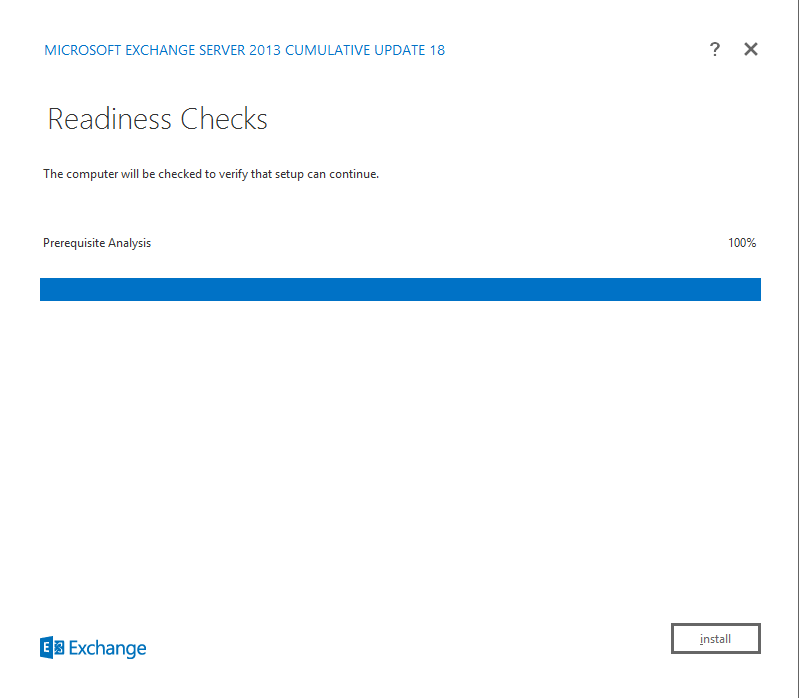 MICROSOFT EXCHANGE SERVER 2013 CUMULATIVE UPDATE 18
?
Readiness Checks
The computer will be checked to verify that setup can continue.
Prerequisite Analysis 100%
E Exchange
install